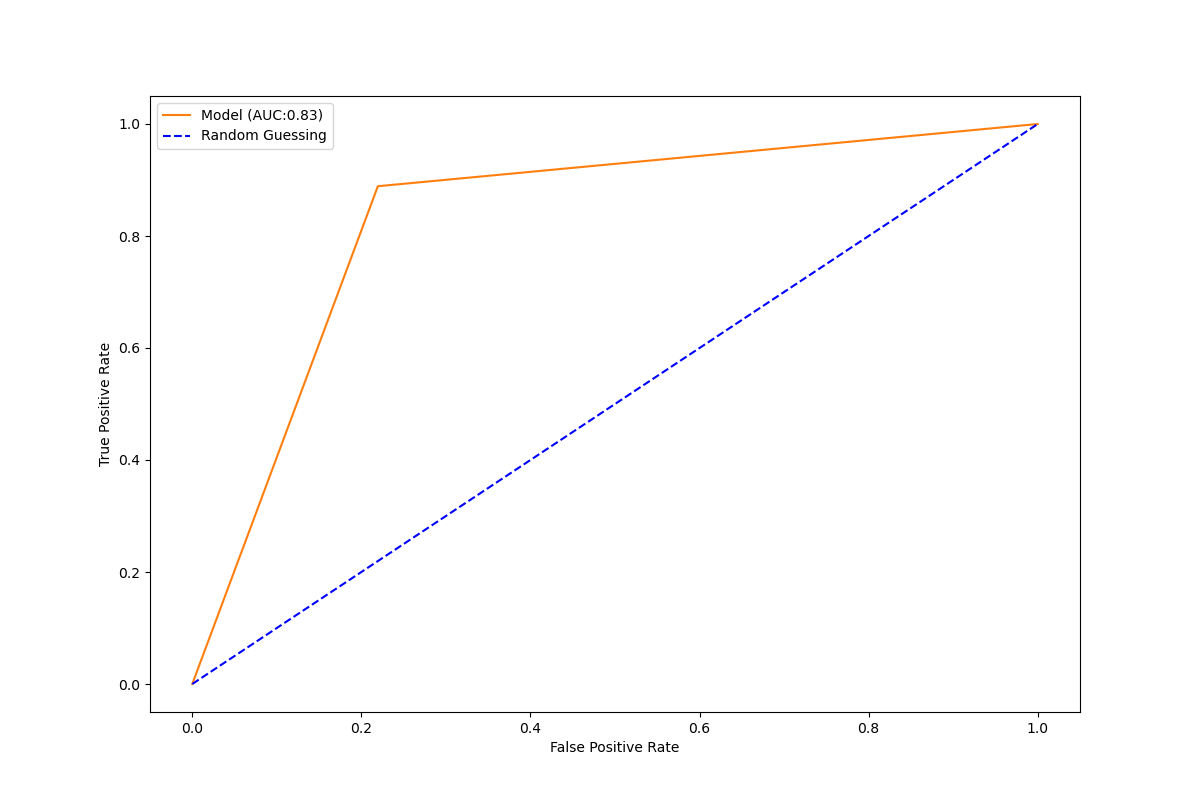 Model (AUC:0.83)
Random Guessing
1.0
0.8
0.6
0.4
0.2
0.0
True Positive Rate
0.0 0.2 0.4 0.6 0.8 1.0
False Positive Rate